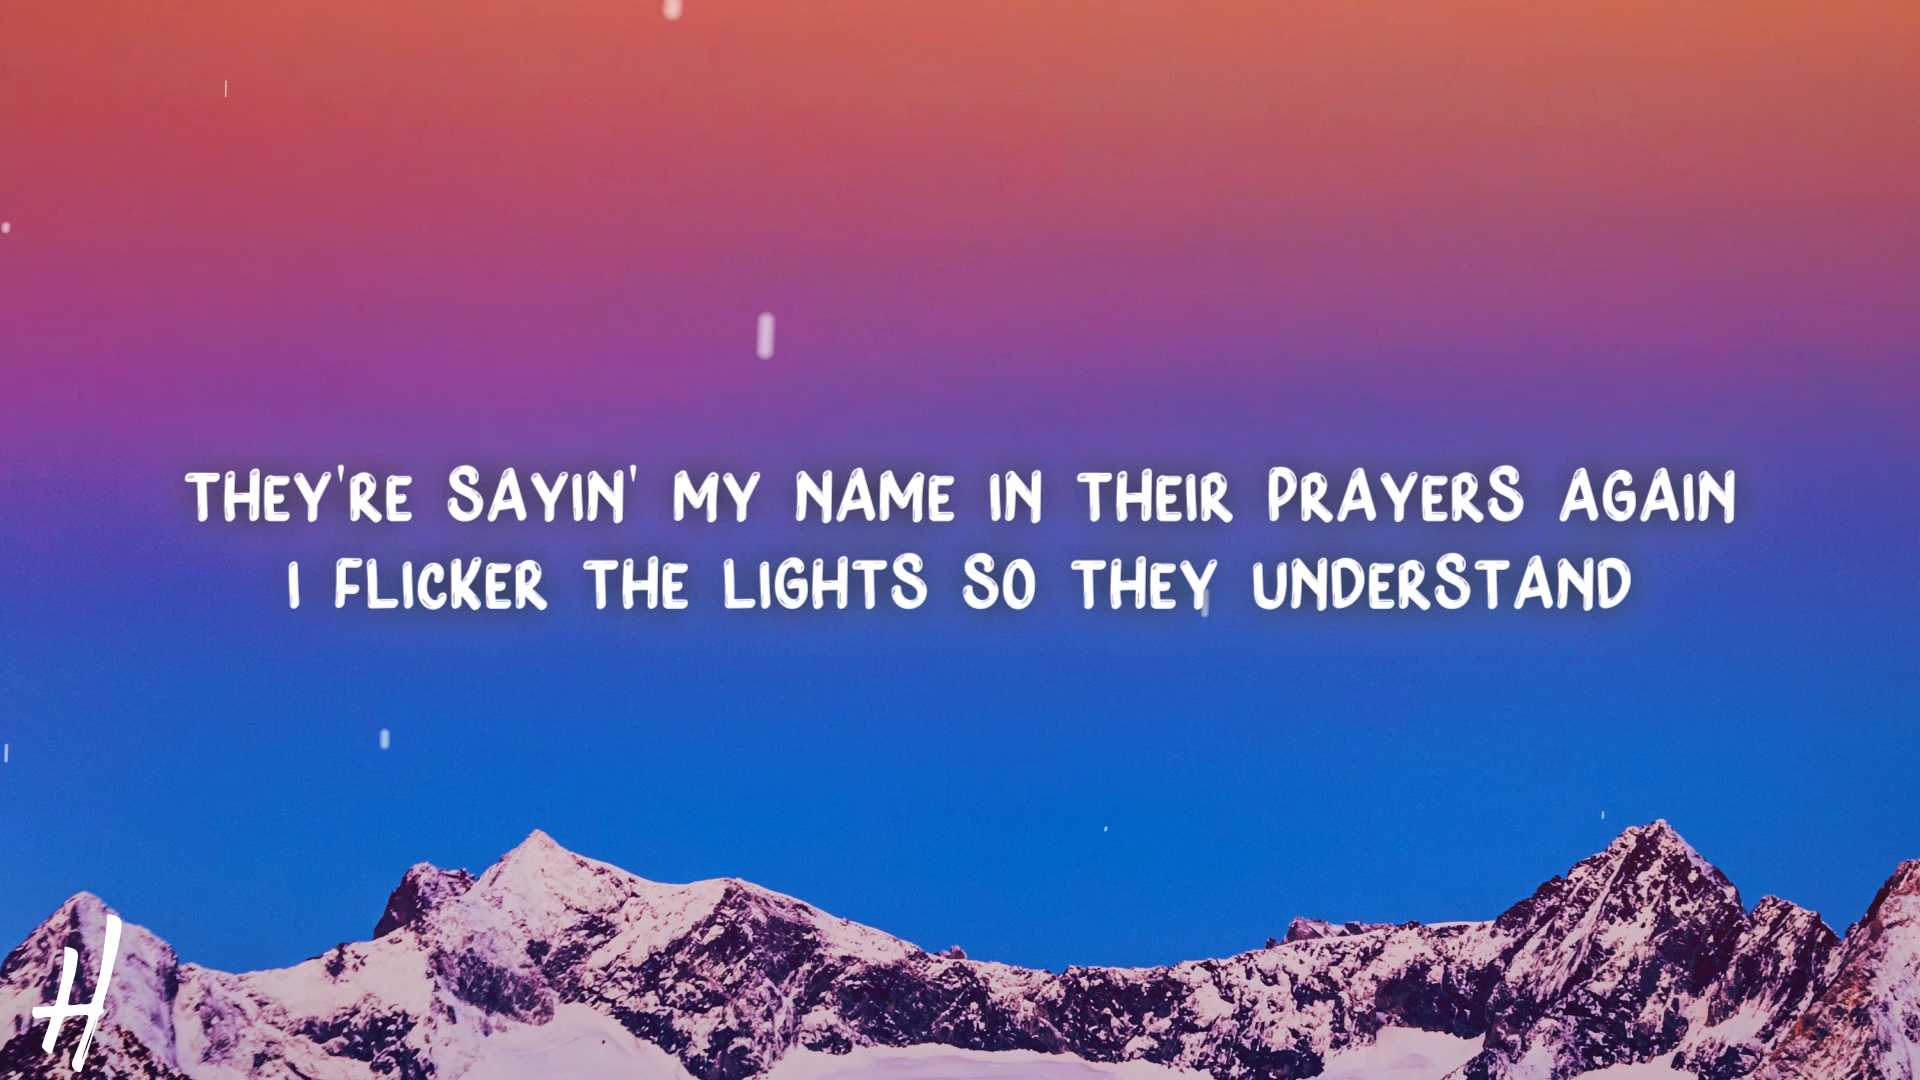 THEY'RE SAYIN' MY NAME IN THEIR PRAYERS AGAIN
I FLICKER THE LIGHTS SO THEY UNDERSTAND
H